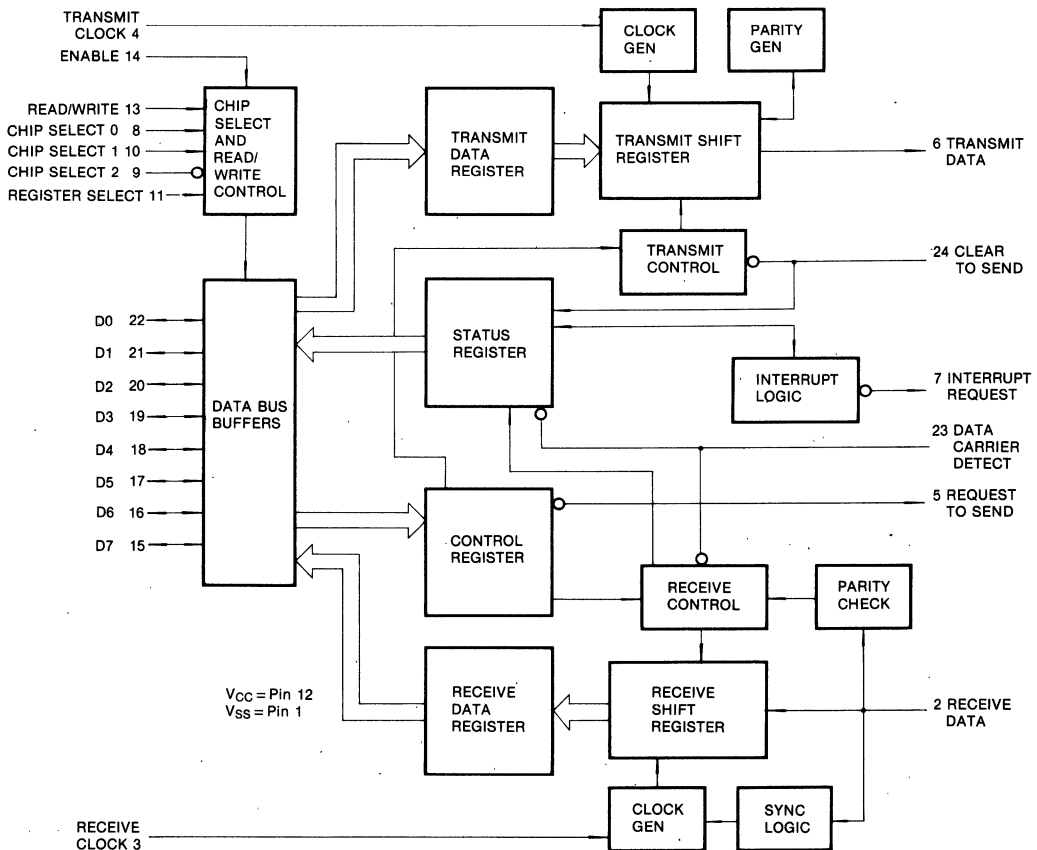 TRANSMIT
CLOCK 4
CLOCK
GEN
PARITY
GEN
ENABLE 14
READ/WRITE 13
CHIP SELECT 0 8
CHIP SELECT 1 10
CHIP SELECT 2 9
REGISTER SELECT 11
CHIP
SELECT
AND
READ/
WRITE
CONTROL
TRANSMIT
DATA
REGISTER
TRANSMIT SHIFT
REGISTER
6 TRANSMIT
DATA
TRANSMIT
CONTROL
24 CLEAR
TO SEND
D0 22
D1 21
D2 20
D3 19
D4 18
D5 17
D6 16
D7 15
DATA BUS
BUFFERS
STATUS
REGISTER
INTERRUPT
LOGIC
7 INTERRUPT
REQUEST
23 DATA
CARRIER
DETECT
5 REQUEST
TO SEND
CONTROL
REGISTER
RECEIVE
CONTROL
PARITY
CHECK
VCC = Pin 12
VSS = Pin 1
RECEIVE
DATA
REGISTER
RECEIVE
SHIFT
REGISTER
2 RECEIVE
DATA
RECEIVE
CLOCK 3
CLOCK
GEN
SYNC
LOGIC